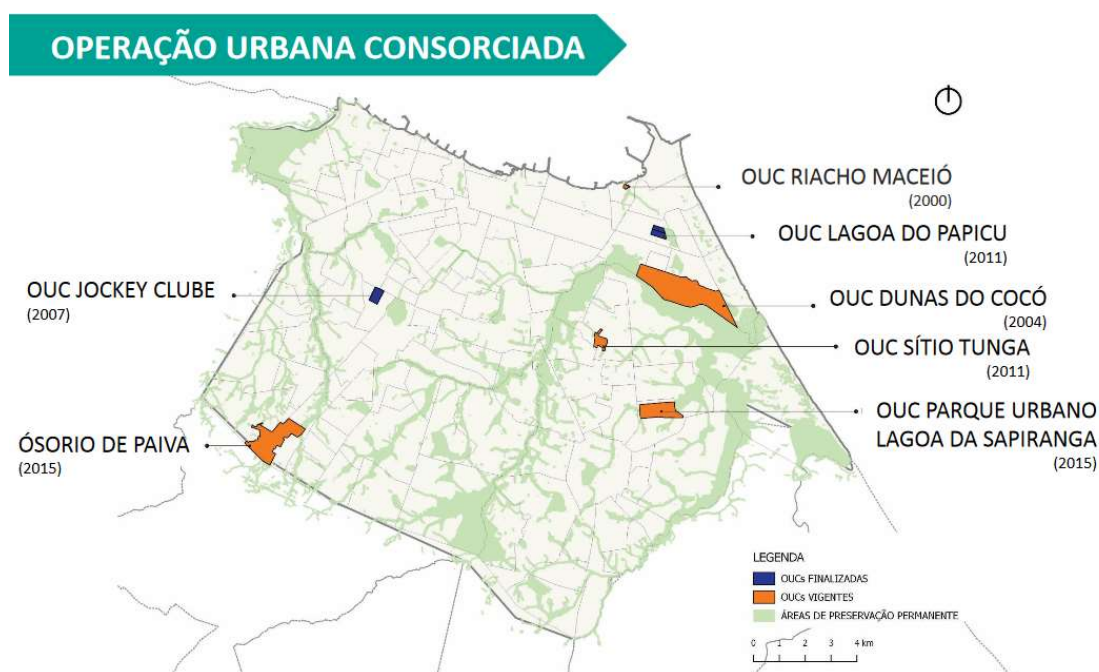 OPERAÇÃO URBANA CONSORCIADA
OUC RIACHO MACEIÓ
(2000)
OUC LAGOA DO PAPICU
(2011)
OUC JOCKEY CLUBE
(2007)
OUC DUNAS DO COCÓ
(2004)
OUC SÍTIO TUNGA
(2011)
OUC PARQUE URBANO
LAGOA DA SAPIRANGA
(2015)
ÓSORIO DE PAIVA
(2015)
LEGENDA
OUCs FINALIZADAS
OUCs VIGENTES
ÁREAS DE PRESERVAÇÃO PERMANENTE
0 1 2 3 4 km